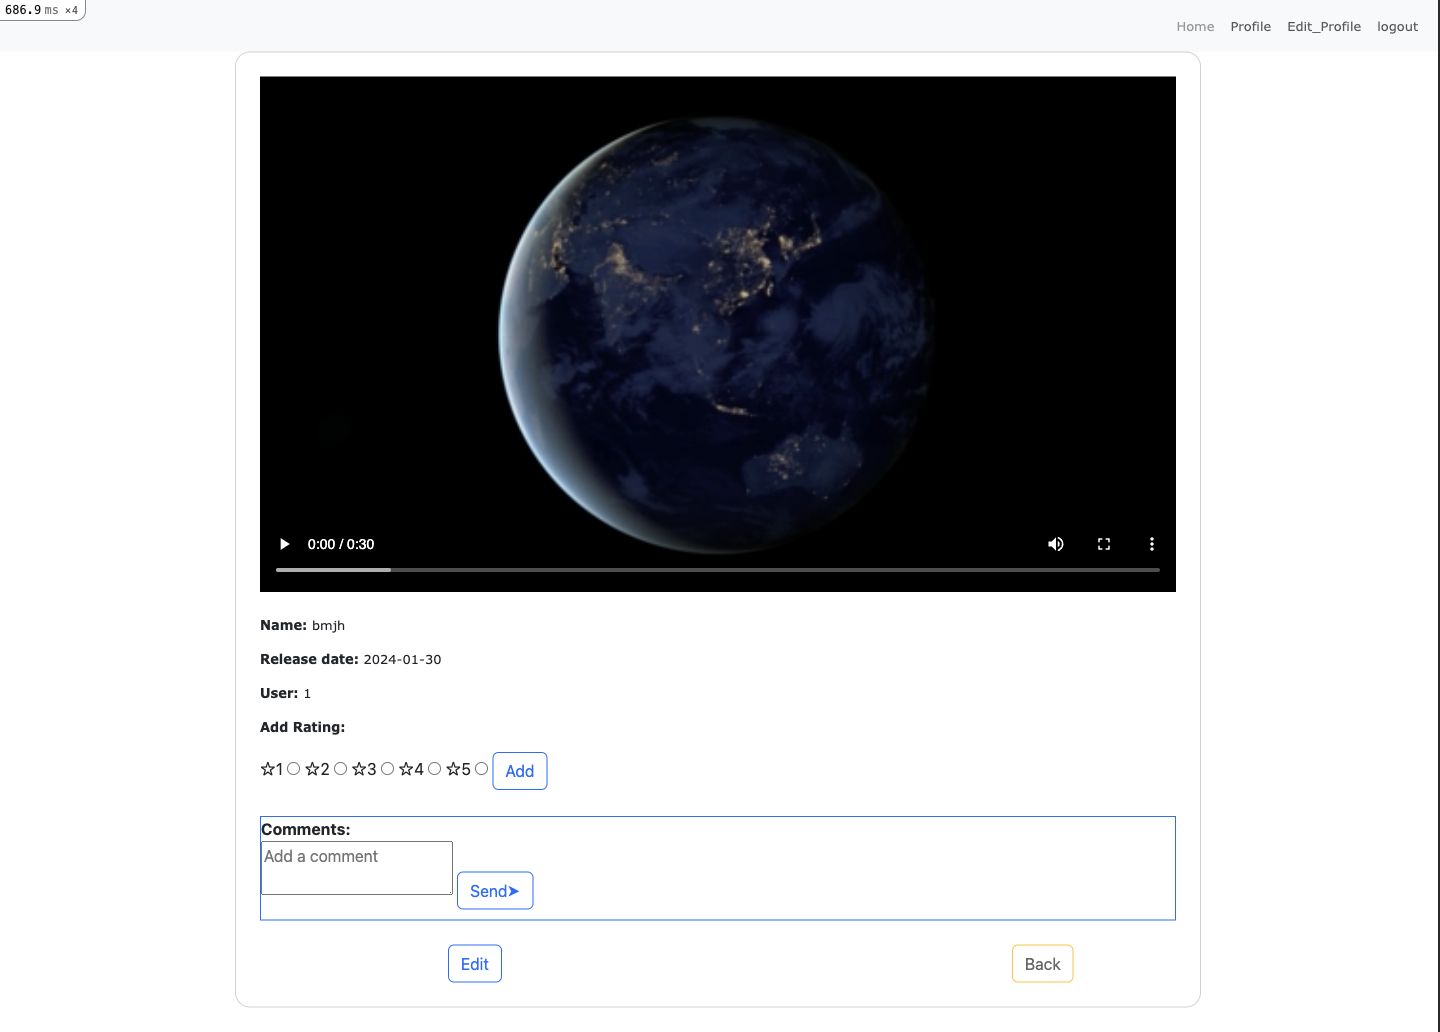 686.9 ms ×4
Home Profile Edit_Profile logout
0:00 / 0:30
Name: bmjh
Release date: 2024-01-30
User: 1
Add Rating:
☆1 ☆2 ☆3 ☆4 ☆5 Add
Comments:
Add a comment
Send➤
Edit Back